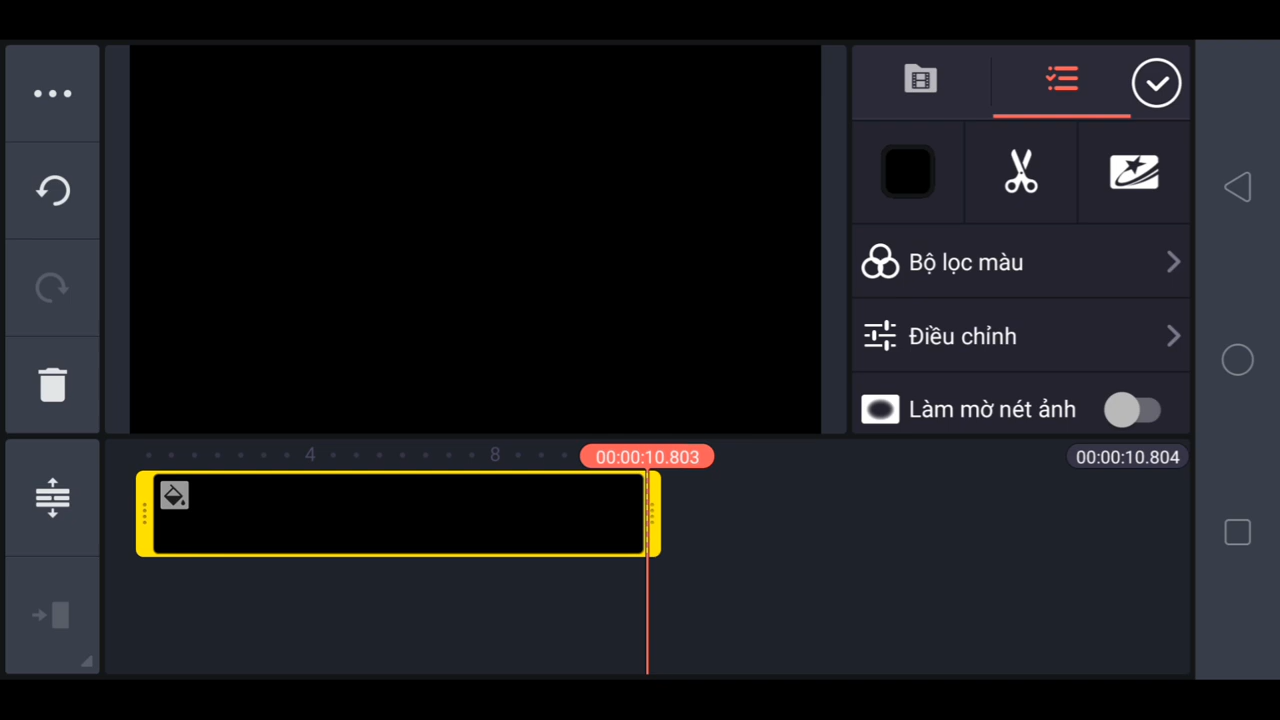 Bộ lọc màu
Điều chỉnh
Làm mờ nét ảnh
4
8
00:00:10.803
00:00:10.804